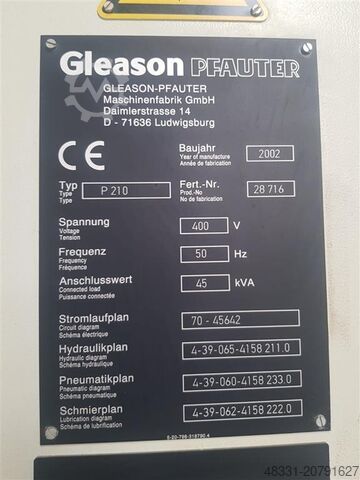 Gleason PFAUTER
GLEASON-PFAUTER
Maschinenfabrik GmbH
Daimlerstrasse 14
D - 71636 Ludwigsburg
CE
Baujahr 2002
Year of manufacture
Année de fabrication
Typ P 210
Type
Type
Fert.-Nr. 28 716
Prod.-No
No de fabrication
Spannung 400 V
Voltage
Tension
Frequenz 50 Hz
Frequency
Fréquence
Anschlusswert 45 kVA
Connected load
Puissance connectée
Stromlaufplan 70 - 45642
Circuit diagram
Schéma électrique
Hydraulikplan 4-39-065-4158 211.0
Hydraulic diagram
Schéma hydraulique
Pneumatikplan 4-39-060-4158 233.0
Pneumatic diagram
Schéma pneumatique
Schmierplan 4-39-062-4158 222.0
Lubrication diagram
Schéma de lubrification
48331-20791627